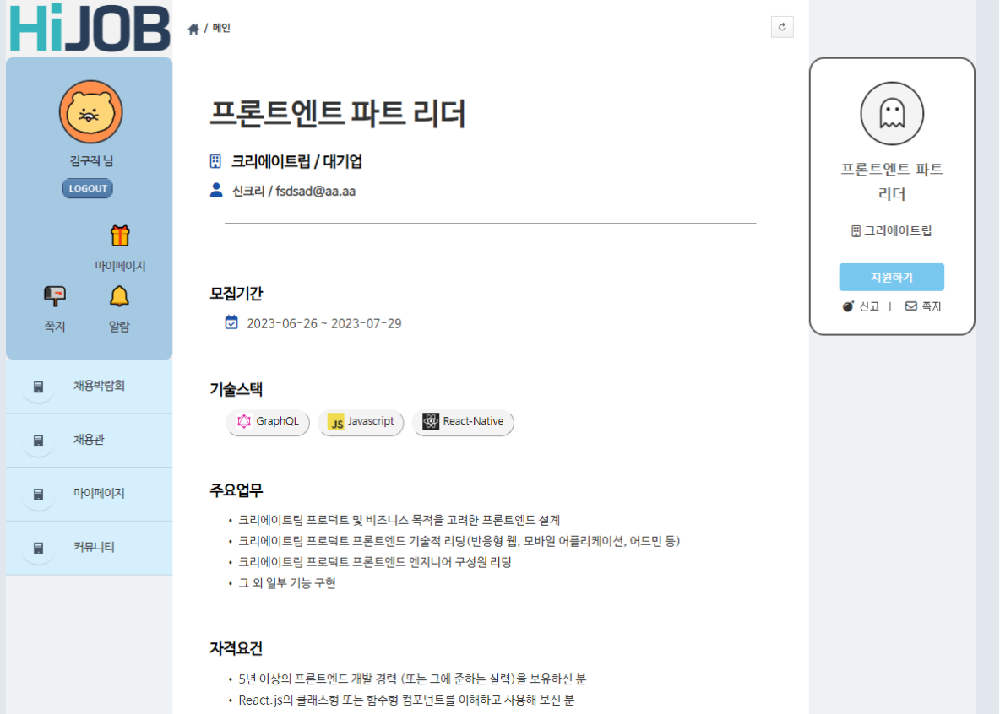 HiJOB
/ 메인
김구직 님
LOGOUT
마이페이지
쪽지
알람
채용박람회
채용관
마이페이지
커뮤니티
프론트엔트 파트 리더
크리에이트립 / 대기업
신크리 / fsdsad@aa.aa
모집기간
2023-06-26 ~ 2023-07-29
기술스택
GraphQL
JS Javascript
React-Native
주요업무
• 크리에이트립 프로덕트 및 비즈니스 목적을 고려한 프론트엔드 설계
• 크리에이트립 프로덕트 프론트엔드 기술적 리딩(반응형 웹, 모바일 어플리케이션, 어드민 등)
• 크리에이트립 프로덕트 프론트엔드 엔지니어 구성원 리딩
• 그 외 일부 기능 구현
자격요건
• 5년 이상의 프론트엔드 개발 경력 (또는 그에 준하는 실력)을 보유하신 분
• React.js의 클래스형 또는 함수형 컴포넌트를 이해하고 사용해 보신 분
프론트엔트 파트
리더
크리에이트립
지원하기
신고 | 쪽지